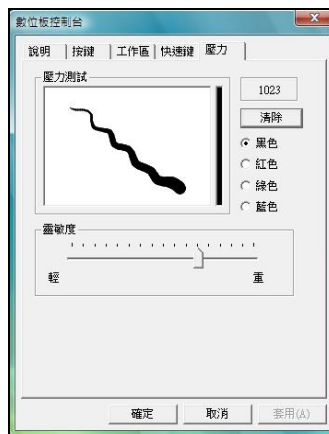 數位板控制台
說明 按鍵 工作區 快速鍵 壓力
壓力測試
1023
清除
黑色
紅色
綠色
藍色
靈敏度
輕 重
確定 取消 套用(A)